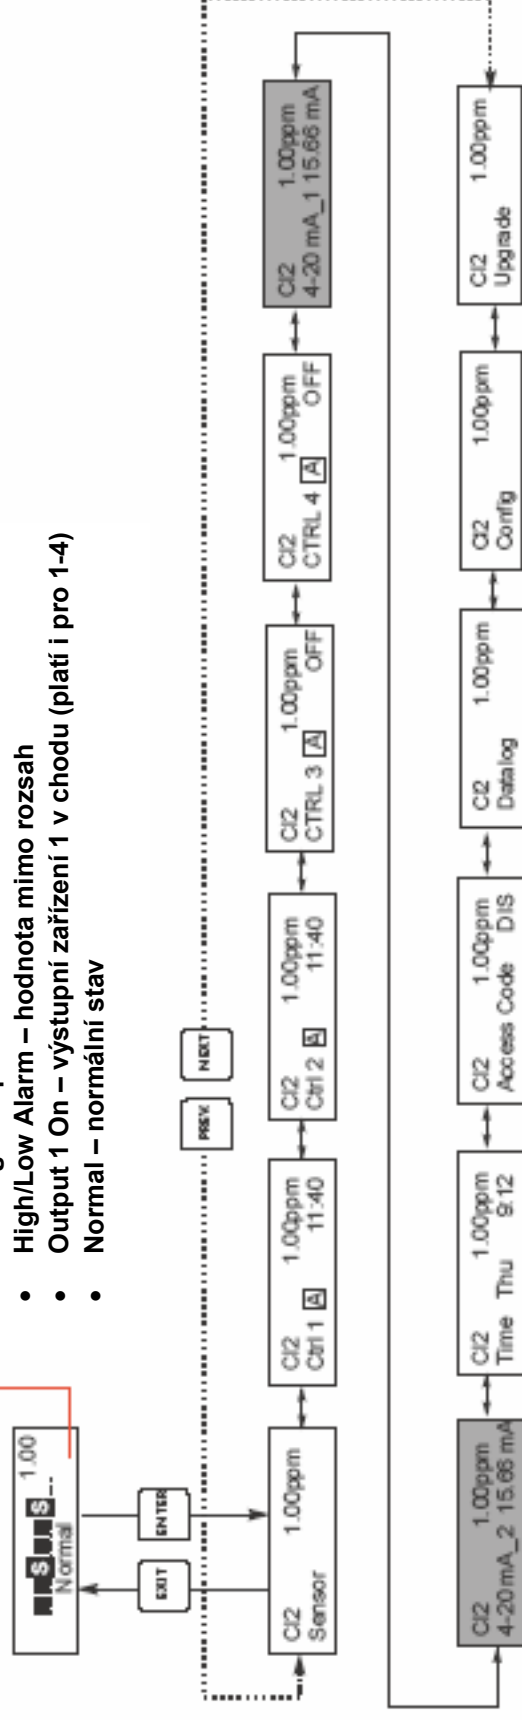 • High/Low Alarm – hodnota mimo rozsah
• Output 1 On – výstupní zařízení 1 v chodu (platí i pro 1-4)
• Normal – normální stav
S S 1.00
Normal
EXIT
ENTER
PREV.
NEXT
Cl2 1.00ppm
Sensor
Cl2 1.00ppm
Ctrl 1 A 11:40
Cl2 1.00ppm
Ctrl 2 A 11:40
Cl2 1.00ppm
CTRL 3 A OFF
Cl2 1.00ppm
CTRL 4 A OFF
Cl2 1.00ppm
4-20 mA_1 15.66 mA
Cl2 1.00ppm
4-20 mA_2 15.66 mA
Cl2 1.00ppm
Time Thu 9:12
Cl2 1.00ppm
Access Code DIS
Cl2 1.00ppm
Datalog
Cl2 1.00ppm
Config
Cl2 1.00ppm
Upgrade